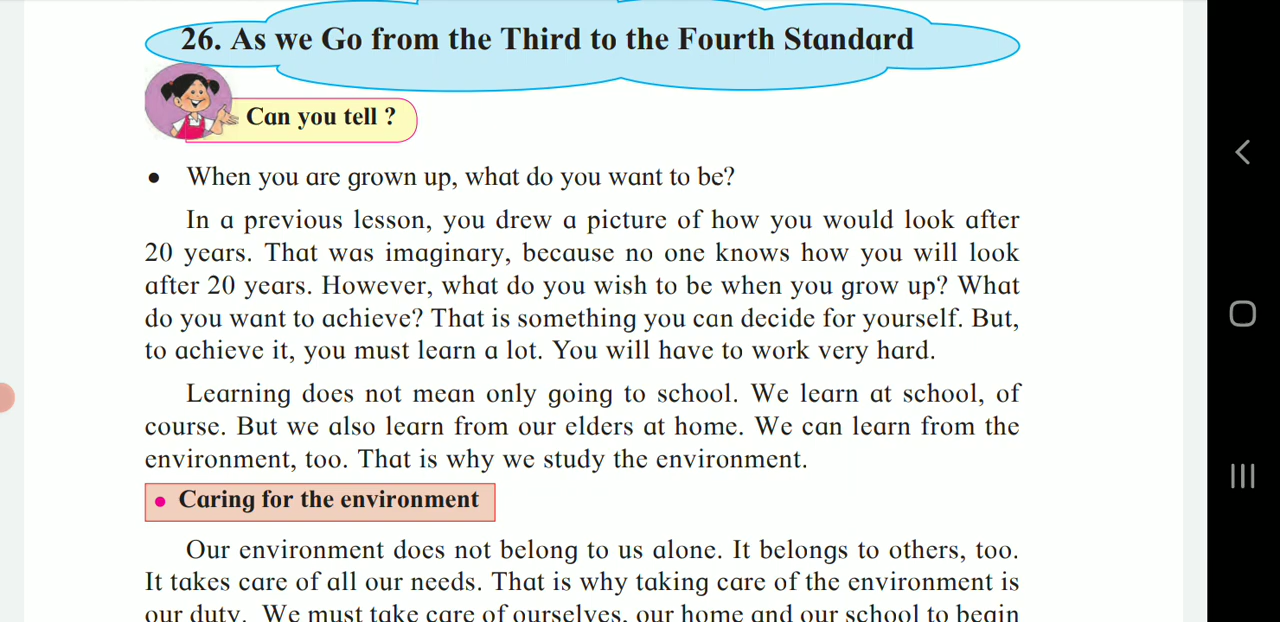 26. As we Go from the Third to the Fourth Standard
Can you tell ?
• When you are grown up, what do you want to be?
In a previous lesson, you drew a picture of how you would look after
20 years. That was imaginary, because no one knows how you will look
after 20 years. However, what do you wish to be when you grow up? What
do you want to achieve? That is something you can decide for yourself. But,
to achieve it, you must learn a lot. You will have to work very hard.
Learning does not mean only going to school. We learn at school, of
course. But we also learn from our elders at home. We can learn from the
environment, too. That is why we study the environment.
• Caring for the environment
Our environment does not belong to us alone. It belongs to others, too.
It takes care of all our needs. That is why taking care of the environment is
our duty. We must take care of ourselves, our home and our school to begin